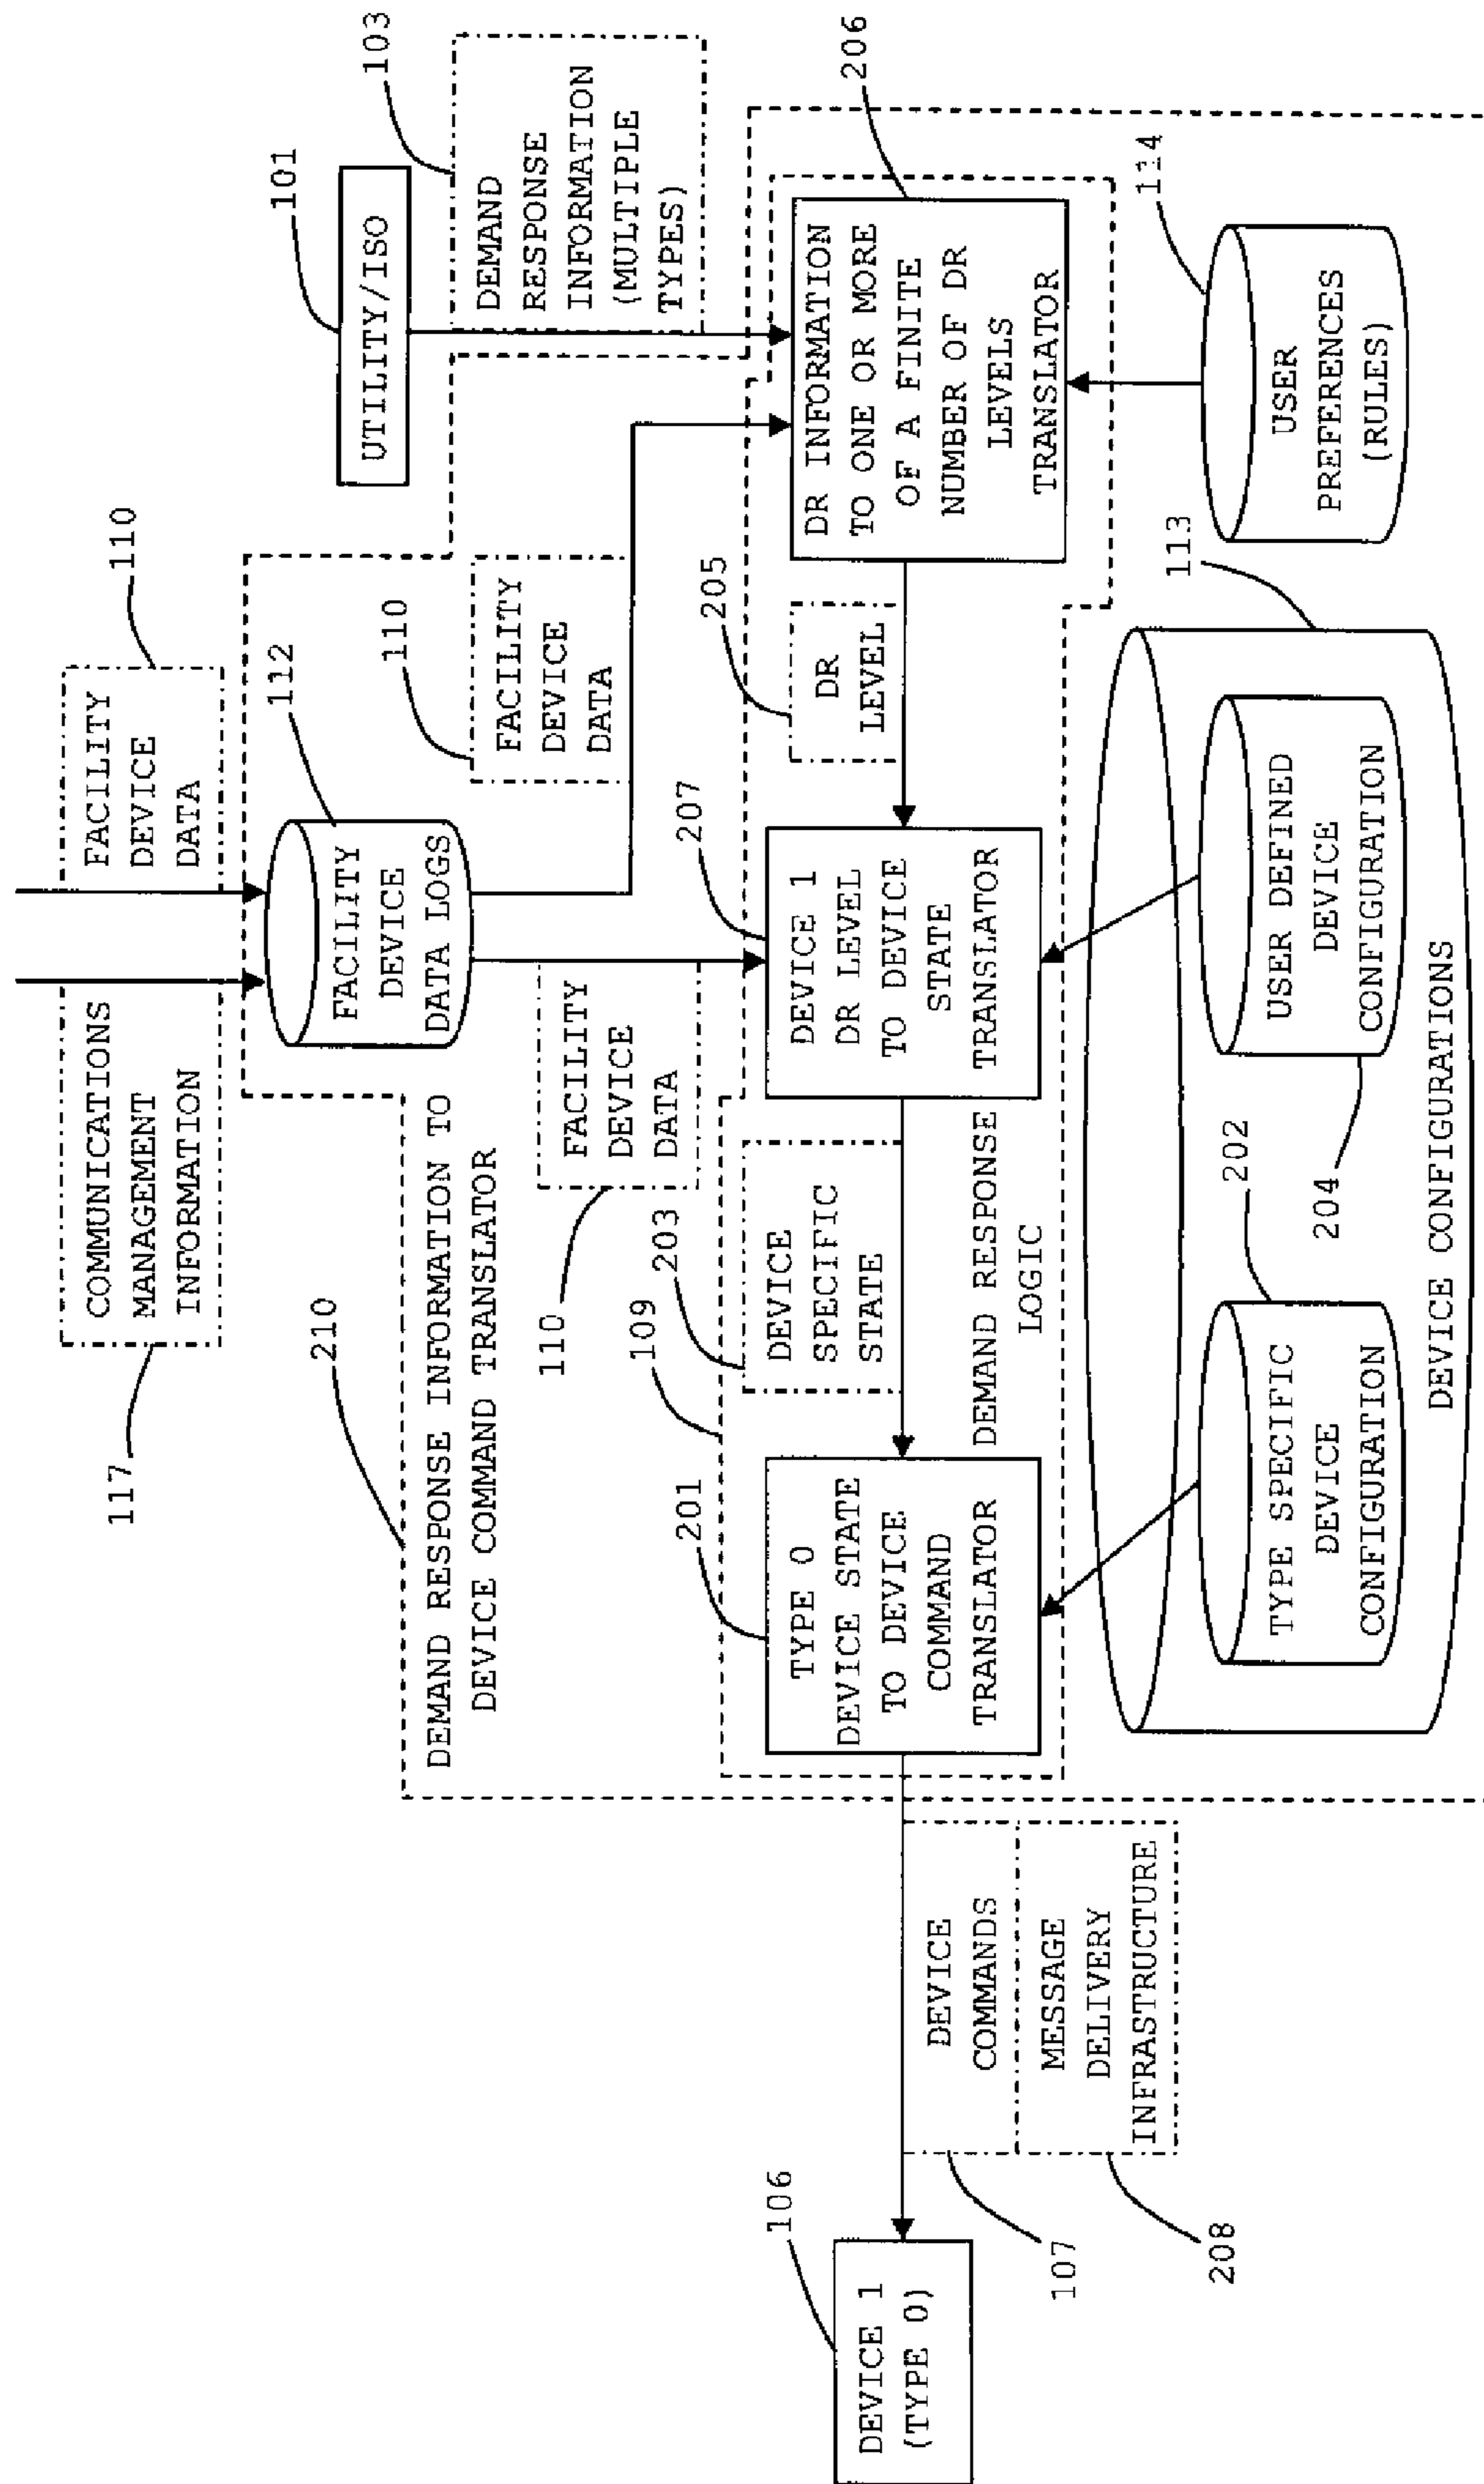 117
COMMUNICATIONS
MANAGEMENT
INFORMATION
110
FACILITY
DEVICE
DATA
210
DEMAND RESPONSE INFORMATION TO
DEVICE COMMAND TRANSLATOR
112
FACILITY
DEVICE
DATA LOGS
101
UTILITY/ISO
103
DEMAND
RESPONSE
INFORMATION
(MULTIPLE
TYPES)
110
FACILITY
DEVICE
DATA
110
FACILITY
DEVICE
DATA
106
DEVICE 1
(TYPE 0)
107
DEVICE
COMMANDS
208
MESSAGE
DELIVERY
INFRASTRUCTURE
109
201
TYPE 0
DEVICE STATE
TO DEVICE
COMMAND
TRANSLATOR
203
DEVICE
SPECIFIC
STATE
207
DEVICE 1
DR LEVEL
TO DEVICE
STATE
TRANSLATOR
205
DR
LEVEL
206
DR INFORMATION
TO ONE OR MORE
OF A FINITE
NUMBER OF DR
LEVELS
TRANSLATOR
DEMAND RESPONSE
LOGIC
202
TYPE SPECIFIC
DEVICE
CONFIGURATION
204
USER DEFINED
DEVICE
CONFIGURATION
113
DEVICE CONFIGURATIONS
114
USER
PREFERENCES
(RULES)